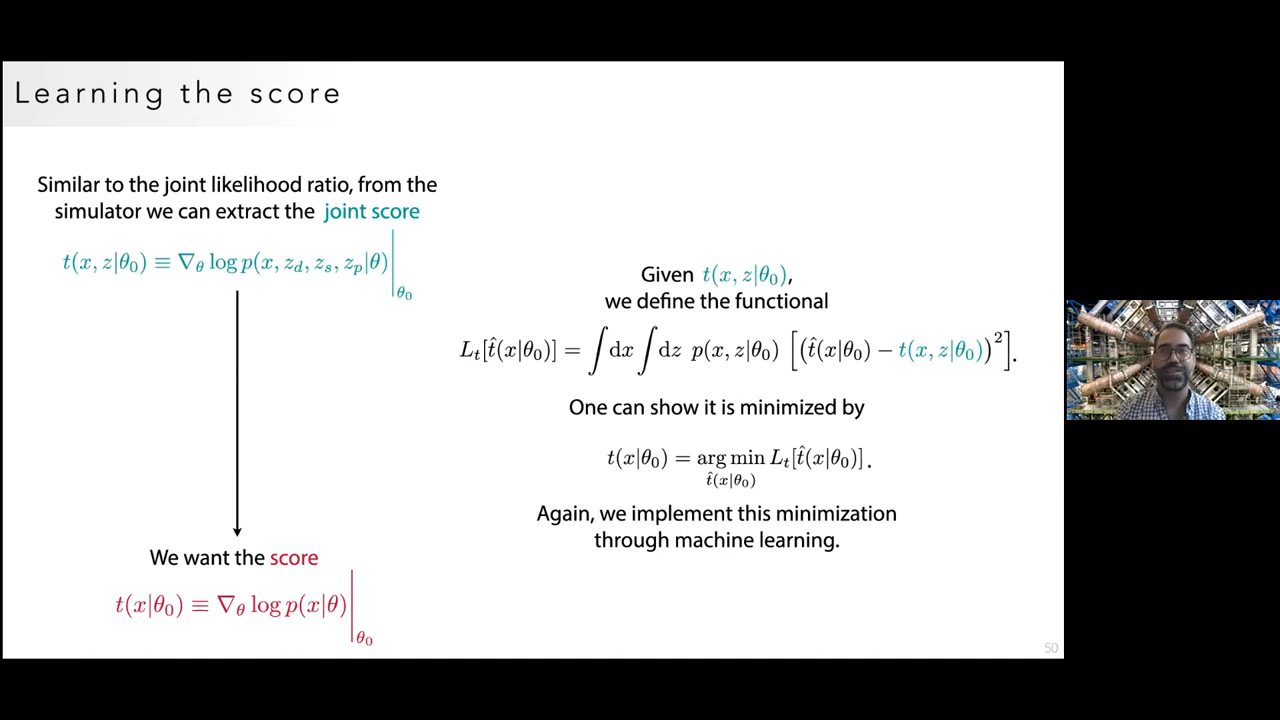 Learning the score
Similar to the joint likelihood ratio, from the
simulator we can extract the joint score
t(x, z|θ₀) ≡ ∇_θ log p(x, z_d, z_s, z_p|θ)|_θ₀
We want the score
t(x|θ₀) ≡ ∇_θ log p(x|θ)|_θ₀
Given t(x, z|θ₀),
we define the functional
L_t[t̂(x|θ₀)] = ∫dx ∫dz p(x, z|θ₀) [(t̂(x|θ₀) − t(x, z|θ₀))²].
One can show it is minimized by
t(x|θ₀) = arg min L_t[t̂(x|θ₀)].
t̂(x|θ₀)
Again, we implement this minimization
through machine learning.
50